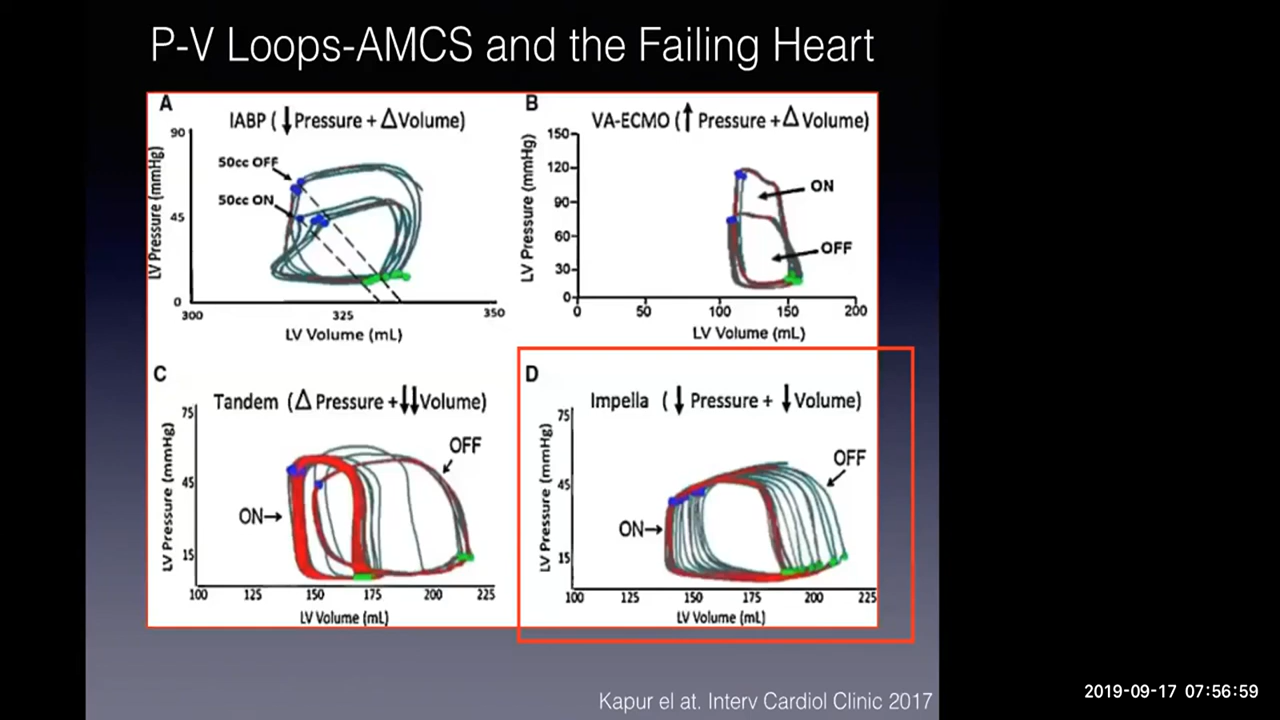 P-V Loops-AMCS and the Failing Heart
A
IABP (↓Pressure + ΔVolume)
90
45
0
LV Pressure (mmHg)
50cc OFF
50cc ON
300
325
350
LV Volume (mL)
B
VA-ECMO (↑ Pressure + Δ Volume)
150
120
90
60
30
0
LV Pressure (mmHg)
ON
OFF
0
50
100
150
200
LV Volume (mL)
C
Tandem (Δ Pressure +↓↓Volume)
75
45
15
LV Pressure (mmHg)
OFF
ON→
100
125
150
175
200
225
LV Volume (mL)
D
Impella (↓ Pressure + ↓Volume)
75
45
15
LV Pressure (mmHg)
OFF
ON→
100
125
150
175
200
225
LV Volume (mL)
Kapur el at. Interv Cardiol Clinic 2017
2019-09-17 07:56:59